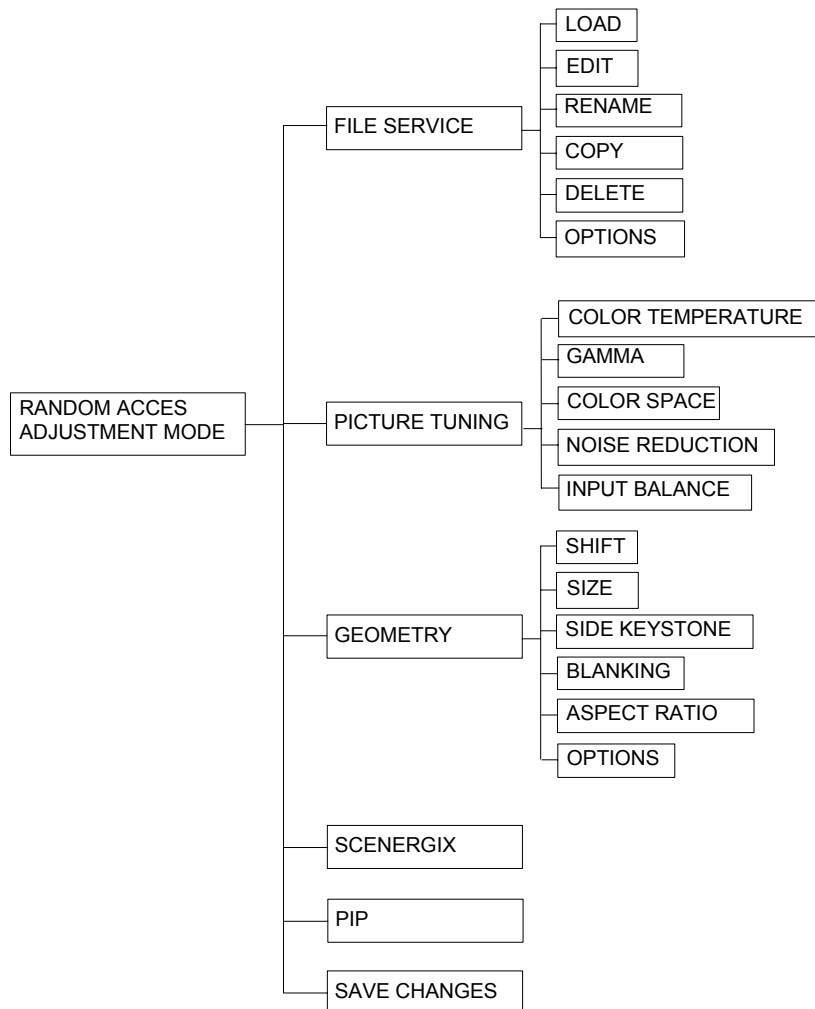 RANDOM ACCES
ADJUSTMENT MODE
FILE SERVICE
LOAD
EDIT
RENAME
COPY
DELETE
OPTIONS
PICTURE TUNING
COLOR TEMPERATURE
GAMMA
COLOR SPACE
NOISE REDUCTION
INPUT BALANCE
GEOMETRY
SHIFT
SIZE
SIDE KEYSTONE
BLANKING
ASPECT RATIO
OPTIONS
SCENERGIX
PIP
SAVE CHANGES